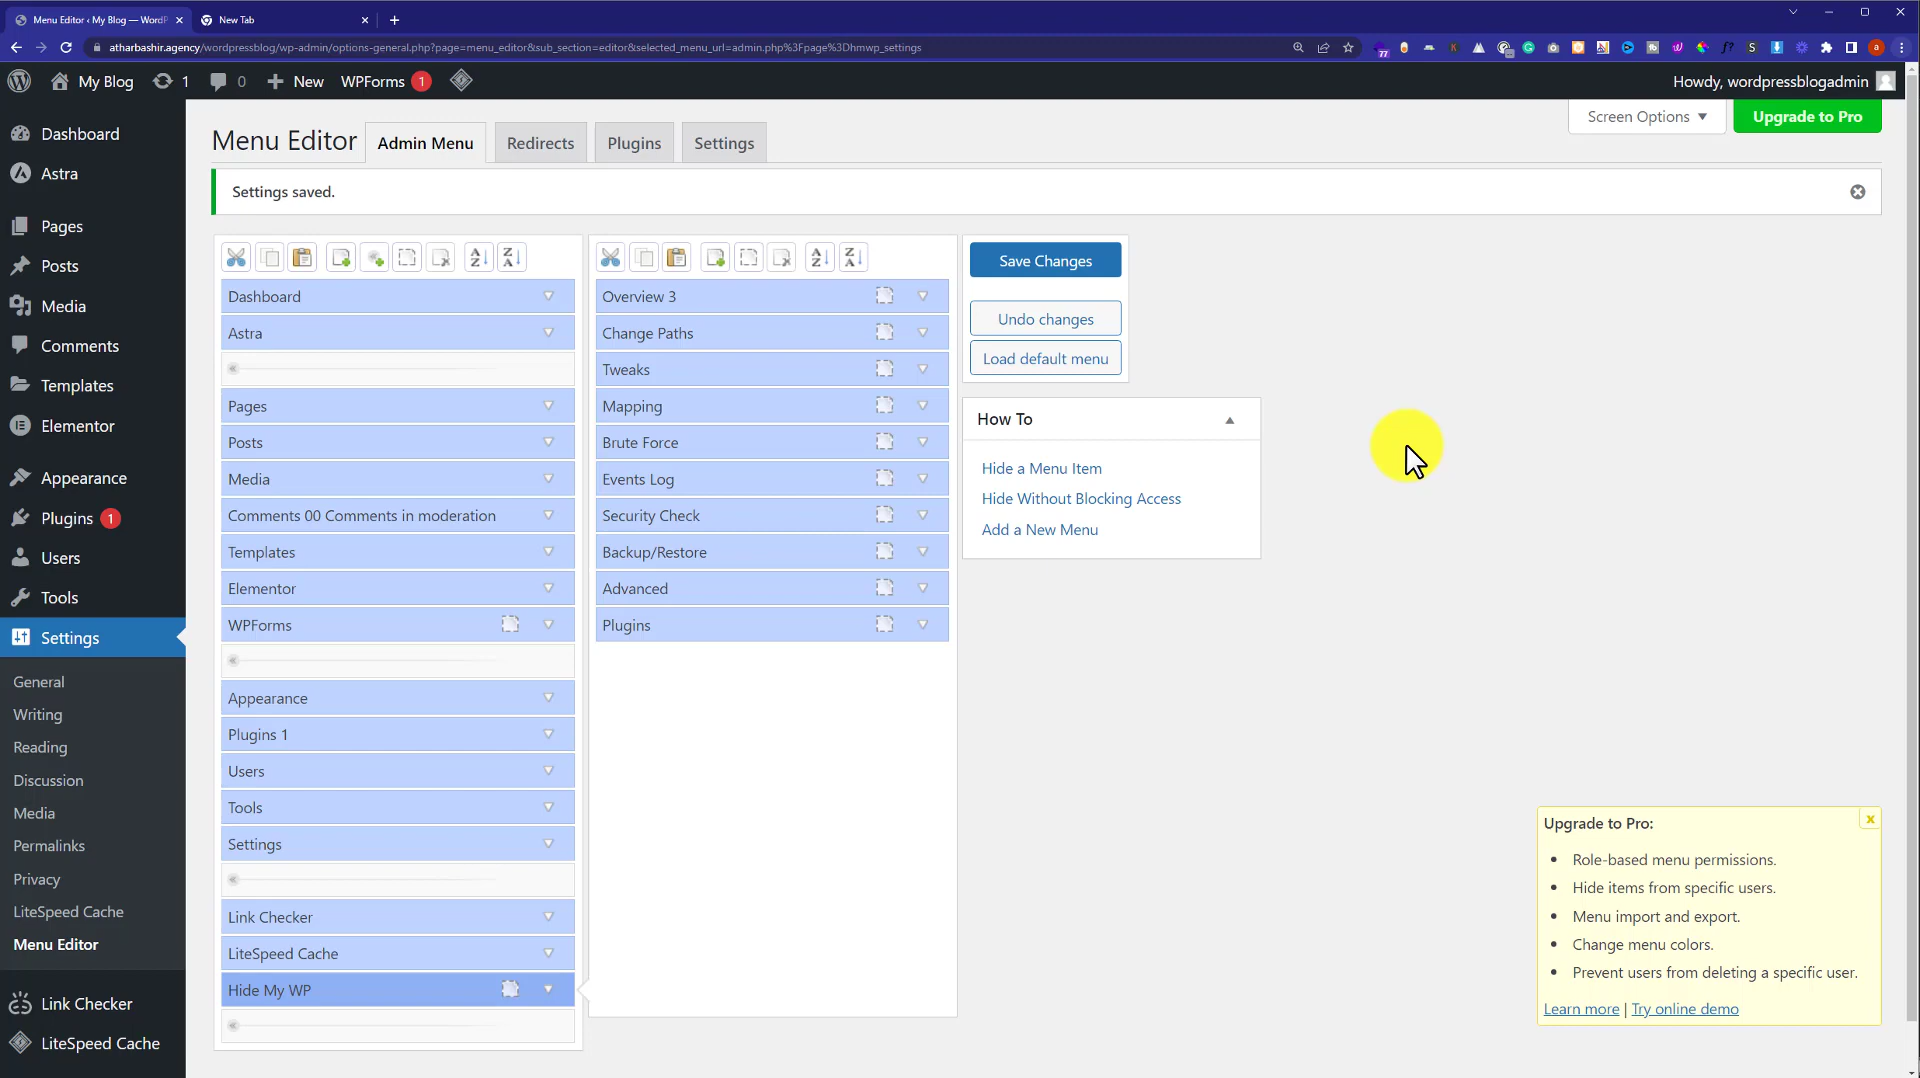 Menu Editor ‹ My Blog — WordP
New Tab
atharbashir.agency/wordpressblog/wp-admin/options-general.php?page=menu_editor&sub_section=editor&selected_menu_url=admin.php%3Fpage%3Dhmwp_settings
My Blog 1 0 New WPForms 1
Howdy, wordpressblogadmin
Dashboard
Astra
Pages
Posts
Media
Comments
Templates
Elementor
Appearance
Plugins 1
Users
Tools
Settings
General
Writing
Reading
Discussion
Media
Permalinks
Privacy
LiteSpeed Cache
Menu Editor
Link Checker
LiteSpeed Cache
Menu Editor
Admin Menu
Redirects
Plugins
Settings
Screen Options
Upgrade to Pro
Settings saved.
Dashboard
Astra
Pages
Posts
Media
Comments 00 Comments in moderation
Templates
Elementor
WPForms
Appearance
Plugins 1
Users
Tools
Settings
Link Checker
LiteSpeed Cache
Hide My WP
Overview 3
Change Paths
Tweaks
Mapping
Brute Force
Events Log
Security Check
Backup/Restore
Advanced
Plugins
Save Changes
Undo changes
Load default menu
How To
Hide a Menu Item
Hide Without Blocking Access
Add a New Menu
Upgrade to Pro:
x
• Role-based menu permissions.
• Hide items from specific users.
• Menu import and export.
• Change menu colors.
• Prevent users from deleting a specific user.
Learn more | Try online demo